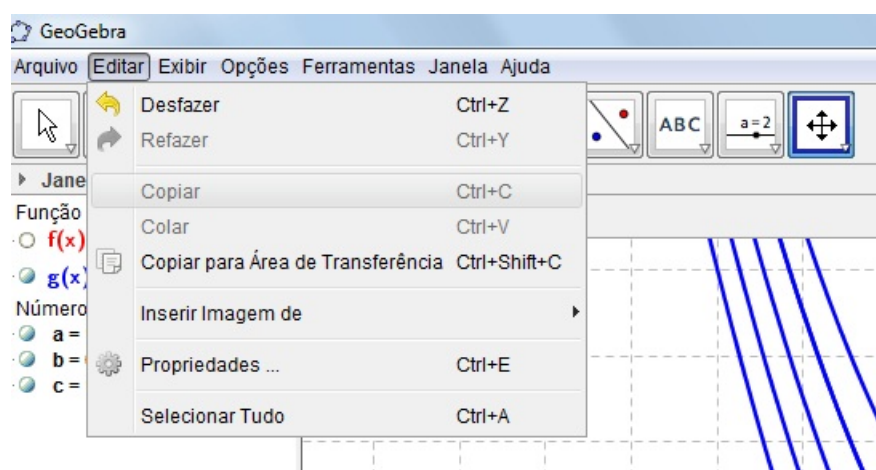 GeoGebra
Arquivo Editar Exibir Opções Ferramentas Janela Ajuda
Desfazer Ctrl+Z
Refazer Ctrl+Y
ABC
a=2
Jane
Copiar Ctrl+C
Função
Colar Ctrl+V
f(x)
Copiar para Área de Transferência Ctrl+Shift+C
g(x)
Número
Inserir Imagem de
a =
b =
Propriedades ... Ctrl+E
c =
Selecionar Tudo Ctrl+A